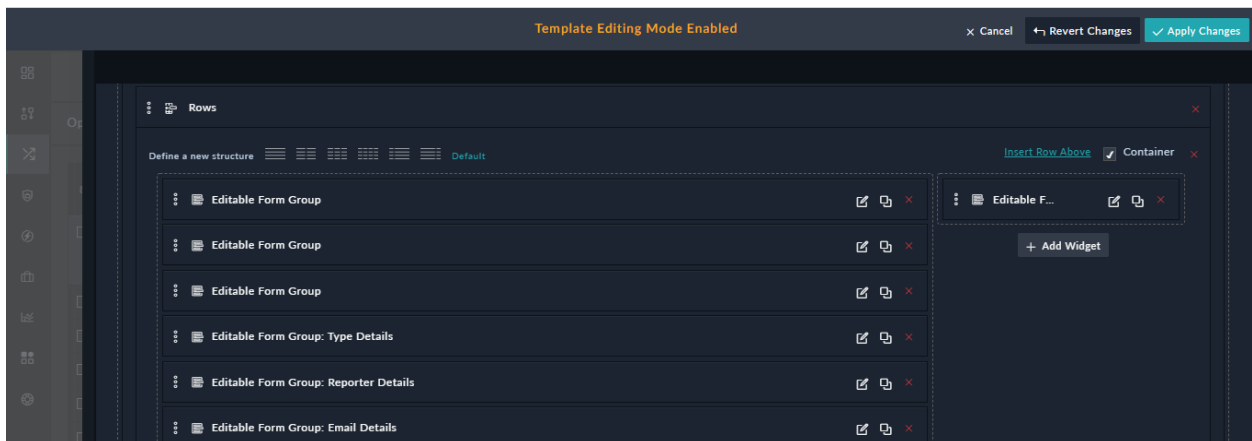 Template Editing Mode Enabled
Cancel
Revert Changes
Apply Changes
Op
Rows
Define a new structure
Default
Insert Row Above
Container
Editable Form Group
Editable F...
Editable Form Group
Add Widget
Editable Form Group
Editable Form Group: Type Details
Editable Form Group: Reporter Details
Editable Form Group: Email Details